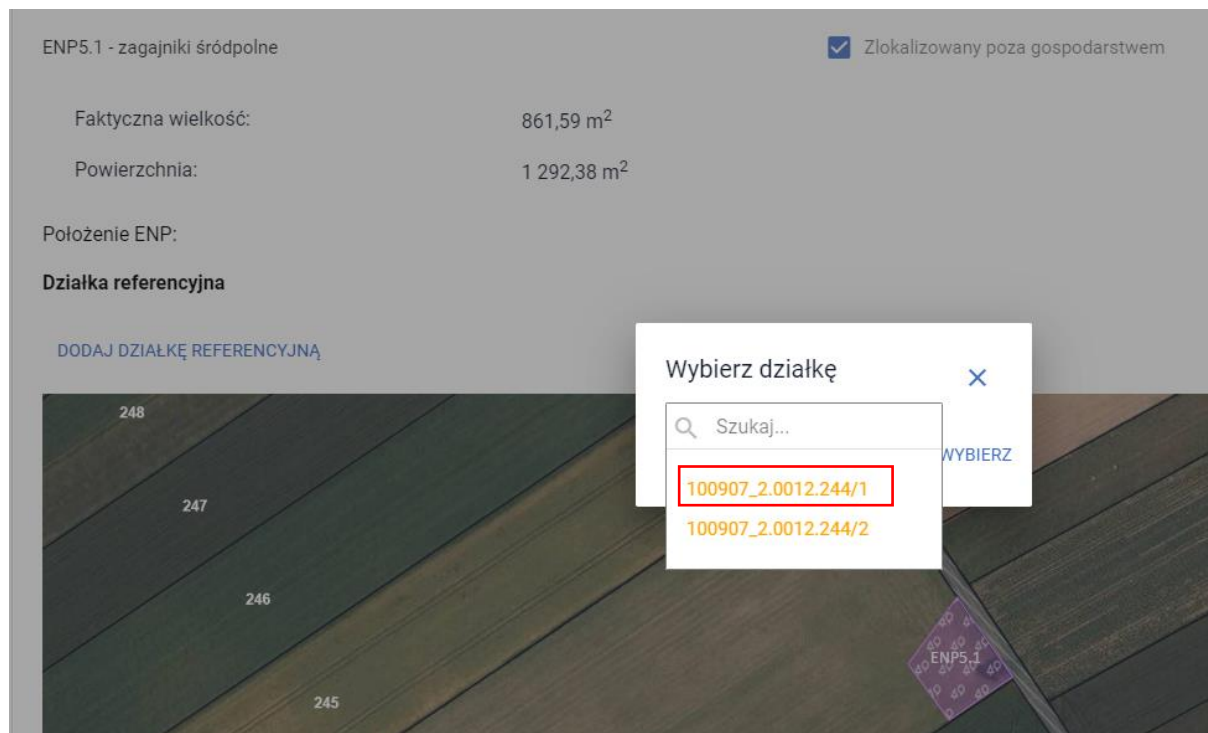 ENP5.1 - zagajniki śródpolne
Zlokalizowany poza gospodarstwem
Faktyczna wielkość: 861,59 m²
Powierzchnia: 1 292,38 m²
Położenie ENP:
Działka referencyjna
DODAJ DZIAŁKĘ REFERENCYJNĄ
Wybierz działkę
Szukaj...
WYBIERZ
100907_2.0012.244/1
100907_2.0012.244/2
248
247
246
245
ENP5.1